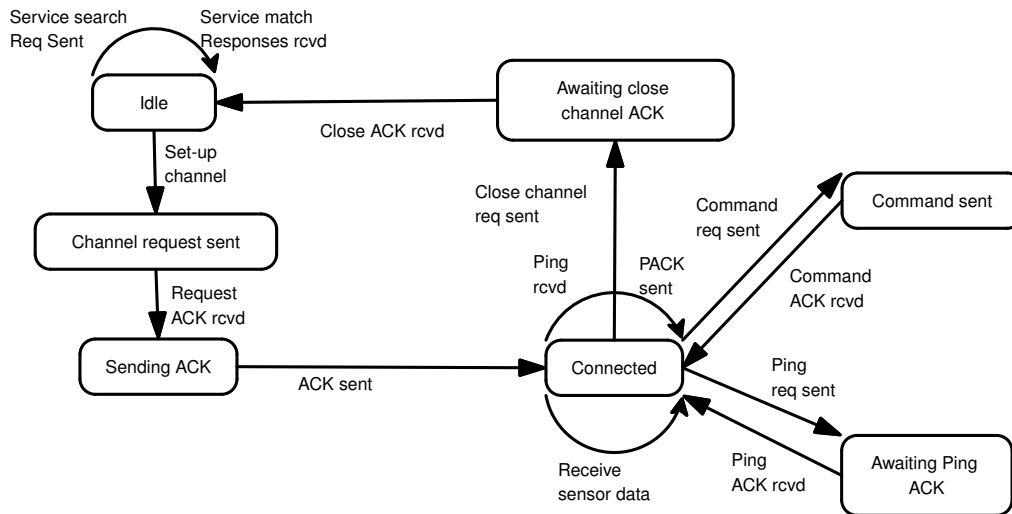 Service search
Req Sent
Service match
Responses rcvd
Idle
Awaiting close
channel ACK
Close ACK rcvd
Set-up
channel
Close channel
req sent
Command
req sent
Command sent
Channel request sent
Command
ACK rcvd
Ping
rcvd
PACK
sent
Request
ACK rcvd
Sending ACK
ACK sent
Connected
Ping
req sent
Receive
sensor data
Ping
ACK rcvd
Awaiting Ping
ACK